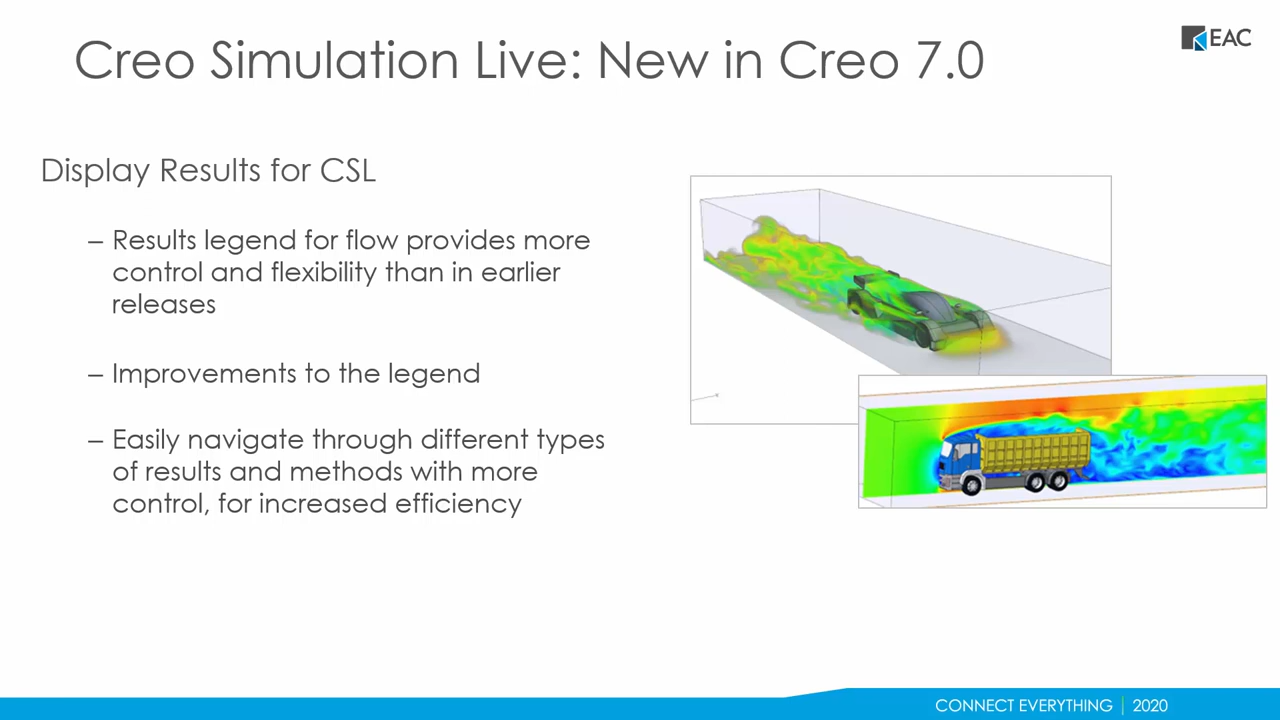 Creo Simulation Live: New in Creo 7.0
EAC
Display Results for CSL
– Results legend for flow provides more
control and flexibility than in earlier
releases
– Improvements to the legend
– Easily navigate through different types
of results and methods with more
control, for increased efficiency
CONNECT EVERYTHING | 2020